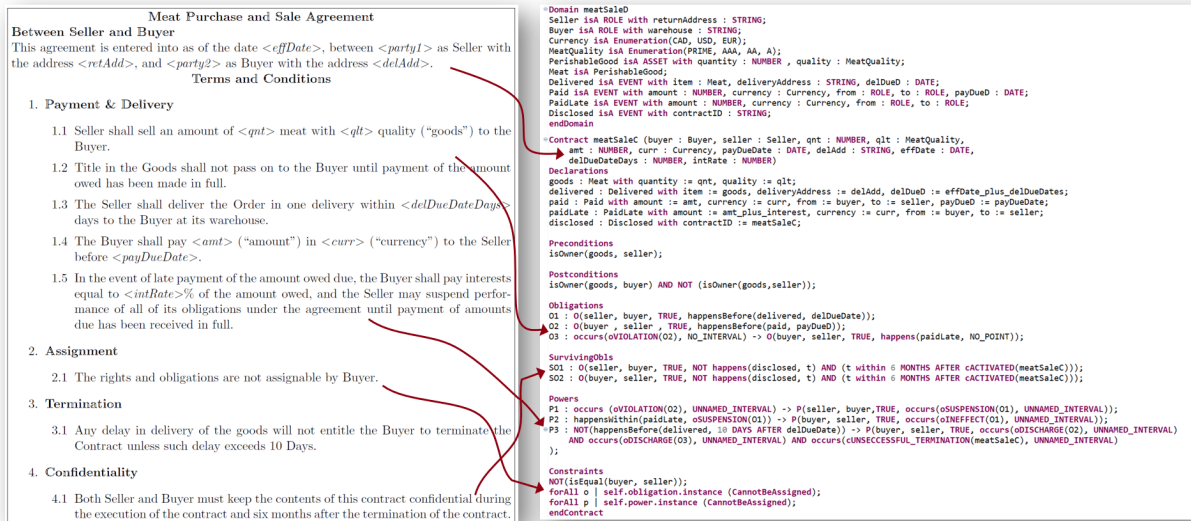 Meat Purchase and Sale Agreement
Between Seller and Buyer
This agreement is entered into as of the date <effDate>, between <party1> as Seller with
the address <retAdd>, and <party2> as Buyer with the address <delAdd>.
Terms and Conditions
1. Payment & Delivery
1.1 Seller shall sell an amount of <qnt> meat with <qlt> quality (“goods”) to the
Buyer.
1.2 Title in the Goods shall not pass on to the Buyer until payment of the amount
owed has been made in full.
1.3 The Seller shall deliver the Order in one delivery within <delDueDateDays>
days to the Buyer at its warehouse.
1.4 The Buyer shall pay <amt> (“amount”) in <curr> (“currency”) to the Seller
before <payDueDate>.
1.5 In the event of late payment of the amount owed due, the Buyer shall pay interests
equal to <intRate>% of the amount owed, and the Seller may suspend perfor-
mance of all of its obligations under the agreement until payment of amounts
due has been received in full.
2. Assignment
2.1 The rights and obligations are not assignable by Buyer.
3. Termination
3.1 Any delay in delivery of the goods will not entitle the Buyer to terminate the
Contract unless such delay exceeds 10 Days.
4. Confidentiality
4.1 Both Seller and Buyer must keep the contents of this contract confidential during
the execution of the contract and six months after the termination of the contract.
Domain meatSaleD
Seller isA ROLE with returnAddress : STRING;
Buyer isA ROLE with warehouse : STRING;
Currency isA Enumeration(CAD, USD, EUR);
MeatQuality isA Enumeration(PRIME, AAA, AA, A);
PerishableGood isA ASSET with quantity : NUMBER , quality : MeatQuality;
Meat isA PerishableGood;
Delivered isA EVENT with item : Meat, deliveryAddress : STRING, delDueD : DATE;
Paid isA EVENT with amount : NUMBER, currency : Currency, from : ROLE, to : ROLE, payDueD : DATE;
PaidLate isA EVENT with amount : NUMBER, currency : Currency, from : ROLE, to : ROLE;
Disclosed isA EVENT with contractID : STRING;
endDomain
Contract meatSaleC (buyer : Buyer, seller : Seller, qnt : NUMBER, qlt : MeatQuality,
amt : NUMBER, curr : Currency, payDueDate : DATE, delAdd : STRING, effDate : DATE,
delDueDateDays : NUMBER, intRate : NUMBER)
Declarations
goods : Meat with quantity := qnt, quality := qlt;
delivered : Delivered with item := goods, deliveryAddress := delAdd, delDueD := effDate_plus_delDueDates;
paid : Paid with amount := amt, currency := curr, from := buyer, to := seller, payDueD := payDueDate;
paidLate : PaidLate with amount := amt_plus_interest, currency := curr, from := buyer, to := seller;
disclosed : Disclosed with contractID := meatSaleC;
Preconditions
isOwner(goods, seller);
Postconditions
isOwner(goods, buyer) AND NOT (isOwner(goods,seller));
Obligations
O1 : O(seller, buyer, TRUE, happensBefore(delivered, delDueDate));
O2 : O(buyer , seller , TRUE, happensBefore(paid, payDueD));
O3 : occurs(oVIOLATION(O2), NO_INTERVAL) -> O(buyer, seller, TRUE, happens(paidLate, NO_POINT));
SurvivingObls
SO1 : O(seller, buyer, TRUE, NOT happens(disclosed, t) AND (t within 6 MONTHS AFTER cACTIVATED(meatSaleC)));
SO2 : O(buyer, seller, TRUE, NOT happens(disclosed, t) AND (t within 6 MONTHS AFTER cACTIVATED(meatSaleC)));
Powers
P1 : occurs (oVIOLATION(O2), UNNAMED_INTERVAL) -> P(seller, buyer,TRUE, occurs(oSUSPENSION(O1), UNNAMED_INTERVAL));
P2 : happensWithin(paidLate, oSUSPENSION(O1)) -> P(buyer, seller, TRUE, occurs(oINEFFECT(O1), UNNAMED_INTERVAL));
P3 : NOT(happensBefore(delivered, 10 DAYS AFTER delDueDate)) -> P(buyer, seller, TRUE, occurs(oDISCHARGE(O2), UNNAMED_INTERVAL)
AND occurs(oDISCHARGE(O3), UNNAMED_INTERVAL) AND occurs(cUNSECCESSFUL_TERMINATION(meatSaleC), UNNAMED_INTERVAL)
);
Constraints
NOT(isEqual(buyer, seller));
forAll o | self.obligation.instance (CannotBeAssigned);
forAll p | self.power.instance (CannotBeAssigned);
endContract